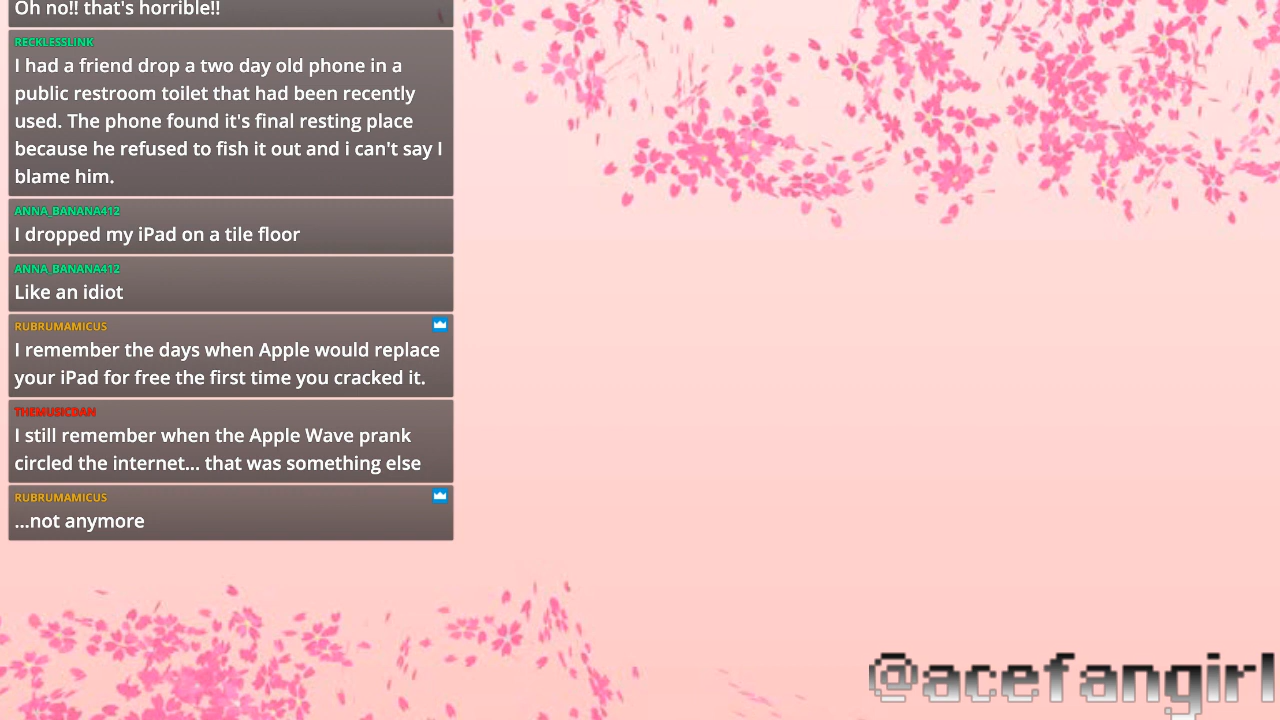 Oh no!! that's horrible!!
RECKLESSLINK
I had a friend drop a two day old phone in a
public restroom toilet that had been recently
used. The phone found it's final resting place
because he refused to fish it out and i can't say I
blame him.
ANNA_BANANA412
I dropped my iPad on a tile floor
ANNA_BANANA412
Like an idiot
RUBRUMAMICUS
I remember the days when Apple would replace
your iPad for free the first time you cracked it.
THEMUSICDAN
I still remember when the Apple Wave prank
circled the internet... that was something else
RUBRUMAMICUS
...not anymore
@acefangirl